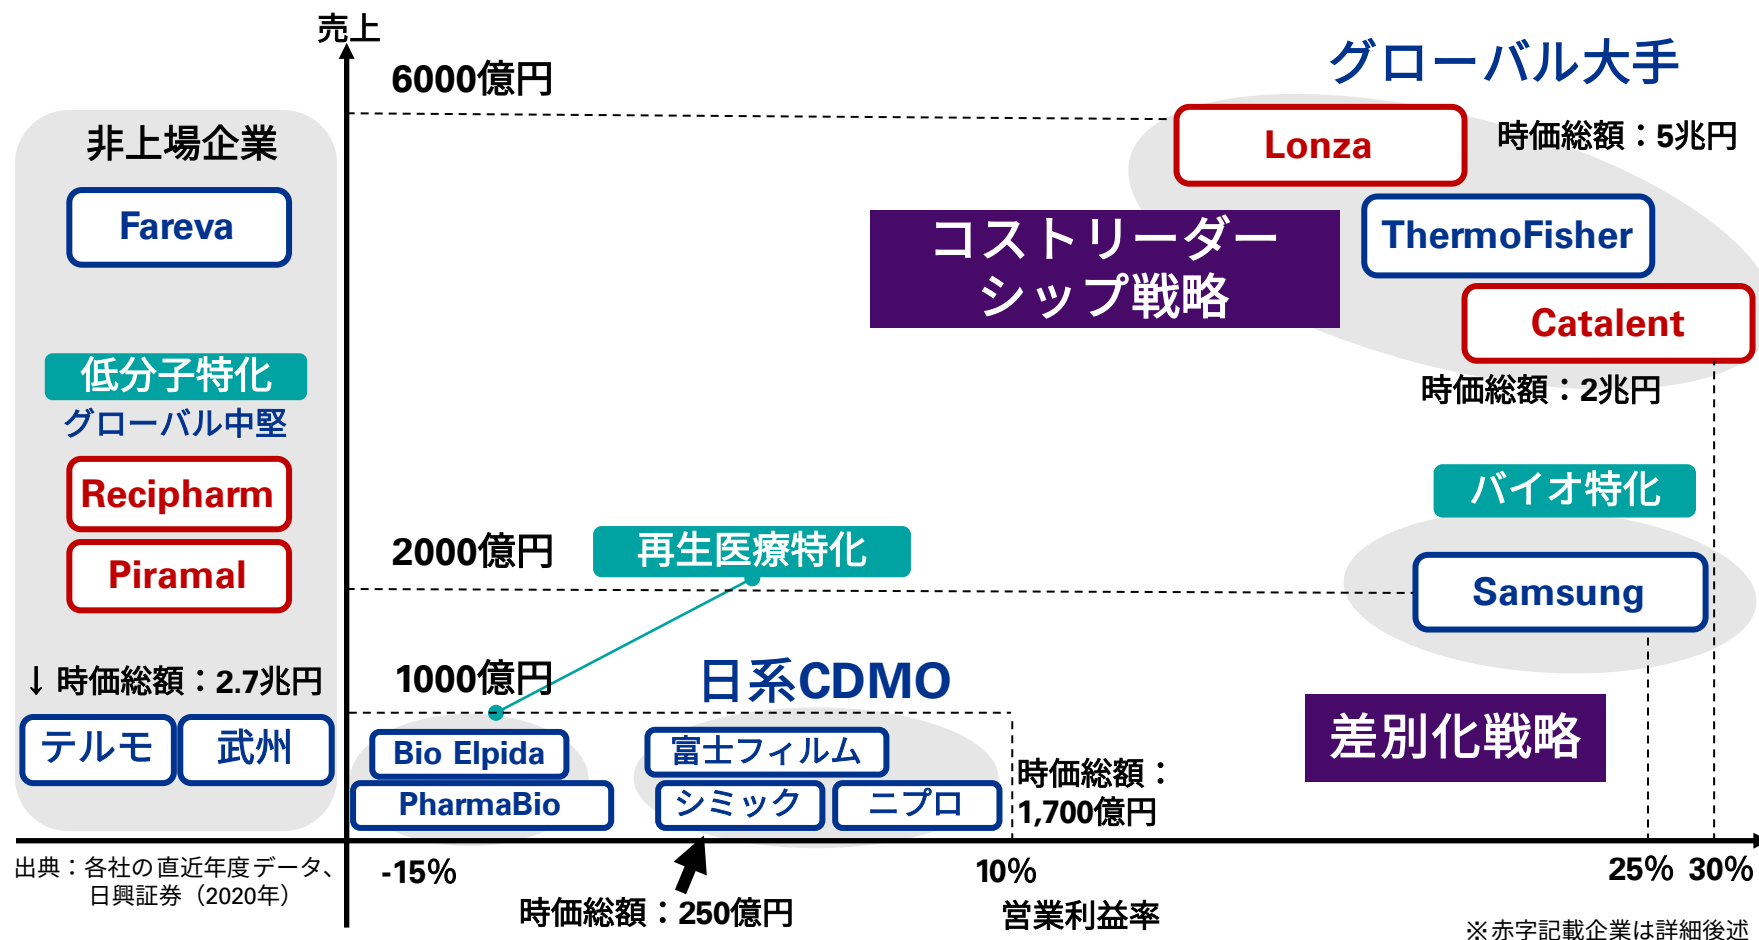 売上
6000億円
グローバル大手
非上場企業
Lonza
時価総額：5兆円
Fareva
コストリーダー
シップ戦略
ThermoFisher
Catalent
低分子特化
時価総額：2兆円
グローバル中堅
Recipharm
バイオ特化
2000億円
再生医療特化
Piramal
Samsung
↓ 時価総額：2.7兆円
1000億円
日系CDMO
テルモ
武州
Bio Elpida
富士フィルム
差別化戦略
PharmaBio
シミック
ニプロ
時価総額：
1,700億円
出典：各社の直近年度データ、
日興証券（2020年）
-15%
10%
25%
30%
時価総額：250億円
営業利益率
※赤字記載企業は詳細後述